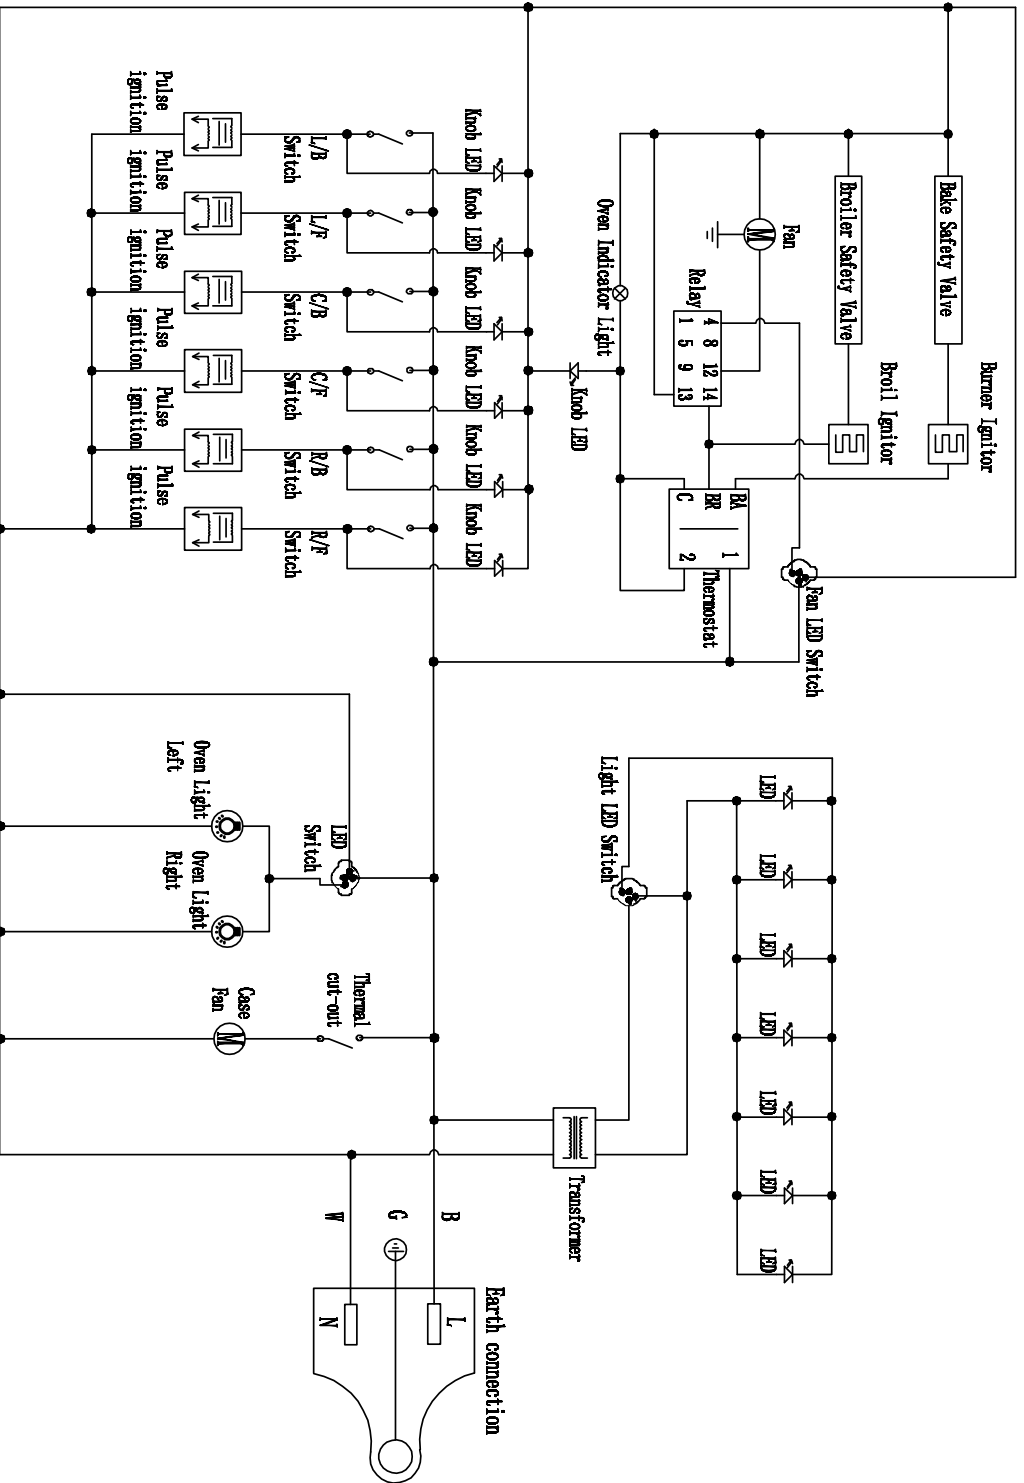 Burner Ignitor
Bake Safety Valve
Broil Ignitor
Broiler Safety Valve
Fan LED Switch
Fan
M
LED
LED
LED
LED
LED
LED
LED
Relay
4 8 12 14
1 5 9 13
BA
BR
C
1
2
Thermostat
Oven Indicator Light
Light LED Switch
Knob LED
Transformer
Earth connection
Knob LED
Knob LED
Knob LED
Knob LED
Knob LED
Knob LED
B
L
G
W
N
Thermal
cut-out
LED
Switch
L/B
Switch
L/F
Switch
C/B
Switch
C/F
Switch
R/B
Switch
R/F
Switch
Case
Fan
M
Oven Light
Left
Oven Light
Right
Pulse
ignition
Pulse
ignition
Pulse
ignition
Pulse
ignition
Pulse
ignition
Pulse
ignition